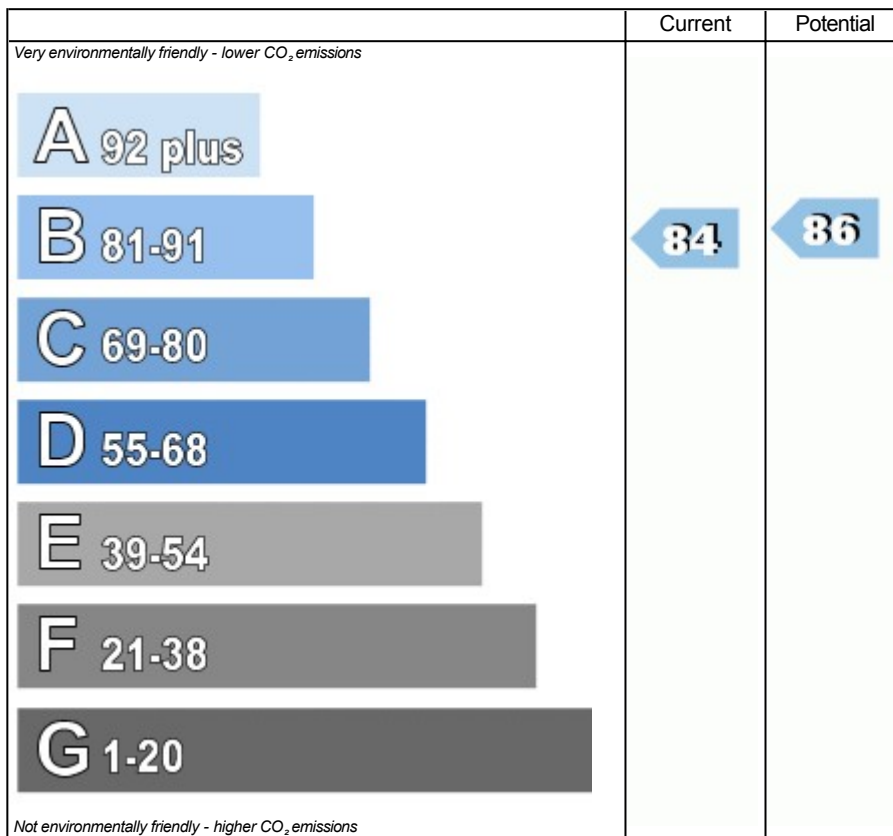 Current Potential
Very environmentally friendly - lower CO₂ emissions
A 92 plus
B 81-91 84 86
C 69-80
D 55-68
E 39-54
F 21-38
G 1-20
Not environmentally friendly - higher CO₂ emissions